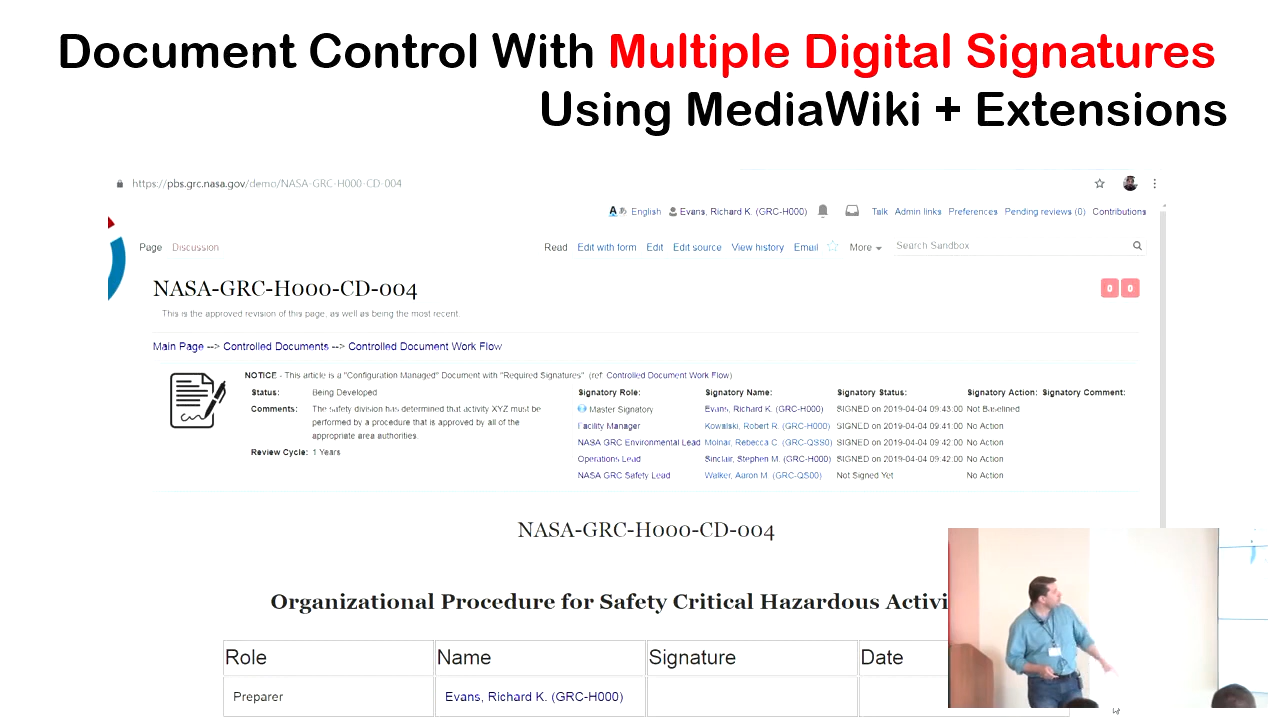 Document Control With Multiple Digital Signatures
Using MediaWiki + Extensions
https://pbs.grc.nasa.gov/demo/NASA-GRC-H000-CD-004
English Evans, Richard K. (GRC-H000) Talk Admin links Preferences Pending reviews (0) Contributions
Page Discussion Read Edit with form Edit Edit source View history Email More Search Sandbox
NASA-GRC-H000-CD-004 0 0
This is the approved revision of this page, as well as being the most recent.
Main Page --> Controlled Documents --> Controlled Document Work Flow
NOTICE - This article is a "Configuration Managed" Document with "Required Signatures" (ref: Controlled Document Work Flow)
Status: Being Developed Signatory Role: Signatory Name: Signatory Status: Signatory Action: Signatory Comment:
Comments: The safety division has determined that activity XYZ must be Master Signatory Evans, Richard K. (GRC-H000) SIGNED on 2019-04-04 09:43:00 Not Baselined
performed by a procedure that is approved by all of the Facility Manager Kowalski, Robert R. (GRC-H000) SIGNED on 2019-04-04 09:41:00 No Action
appropriate area authorities. NASA GRC Environmental Lead Molnar, Rebecca C. (GRC-QSS0) SIGNED on 2019-04-04 09:42:00 No Action
Review Cycle: 1 Years Operations Lead Sinclair, Stephen M. (GRC-H000) SIGNED on 2019-04-04 09:42:00 No Action
NASA GRC Safety Lead Walker, Aaron M. (GRC-QS00) Not Signed Yet No Action
NASA-GRC-H000-CD-004
Organizational Procedure for Safety Critical Hazardous Activi
Role Name Signature Date
Preparer Evans, Richard K. (GRC-H000)